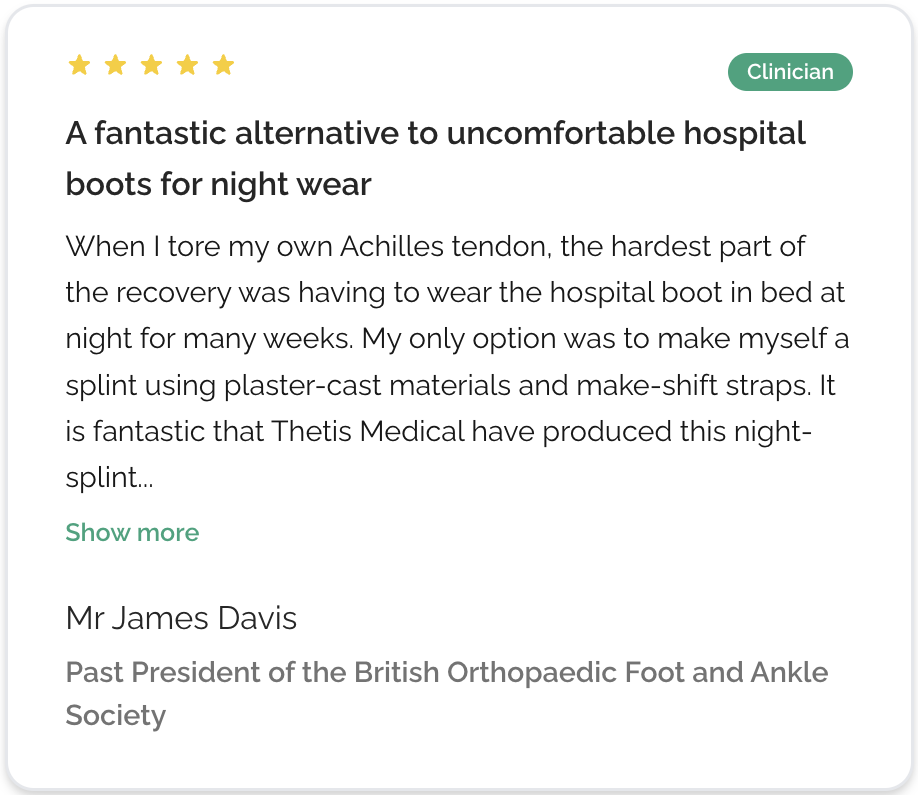 Clinician
A fantastic alternative to uncomfortable hospital
boots for night wear
When I tore my own Achilles tendon, the hardest part of
the recovery was having to wear the hospital boot in bed at
night for many weeks. My only option was to make myself a
splint using plaster-cast materials and make-shift straps. It
is fantastic that Thetis Medical have produced this night-
splint...
Show more
Mr James Davis
Past President of the British Orthopaedic Foot and Ankle
Society